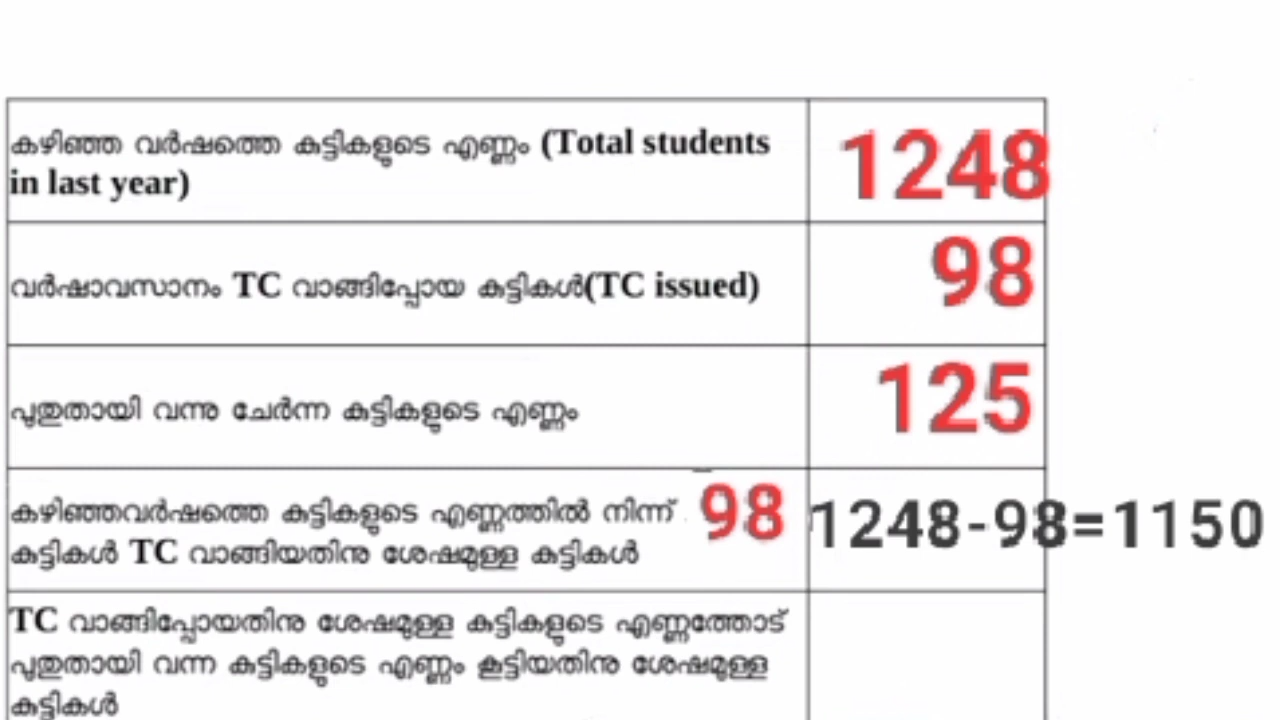 കഴിഞ്ഞ വർഷത്തെ കുട്ടികളുടെ എണ്ണം (Total students
in last year)
1248
വർഷാവസാനം TC വാങ്ങിപ്പോയ കുട്ടികൾ(TC issued)
98
പുതുതായി വന്നു ചേർന്ന കുട്ടികളുടെ എണ്ണം
125
കഴിഞ്ഞവർഷത്തെ കുട്ടികളുടെ എണ്ണത്തിൽ നിന്ന് 98
കുട്ടികൾ TC വാങ്ങിയതിനു ശേഷമുള്ള കുട്ടികൾ
1248-98=1150
TC വാങ്ങിപ്പോയതിനു ശേഷമുള്ള കുട്ടികളുടെ എണ്ണത്തോട്
പുതുതായി വന്ന കുട്ടികളുടെ എണ്ണം കൂട്ടിയതിനു ശേഷമുള്ള
കുട്ടികൾ